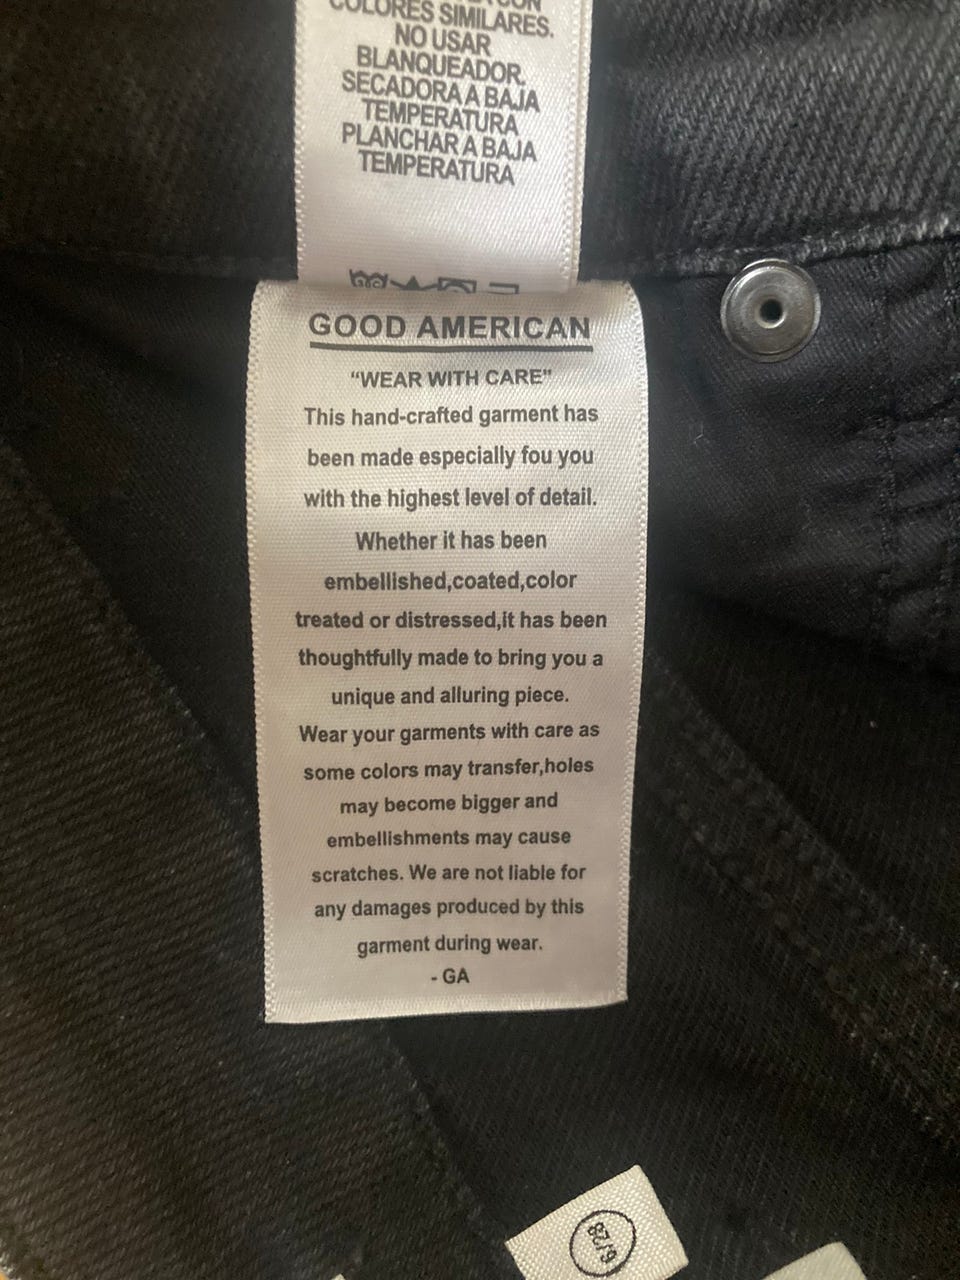 COLORES SIMILARES.
NO USAR
BLANQUEADOR.
SECADORA A BAJA
TEMPERATURA
PLANCHAR A BAJA
TEMPERATURA
GOOD AMERICAN
“WEAR WITH CARE”
This hand-crafted garment has
been made especially fou you
with the highest level of detail.
Whether it has been
embellished,coated,color
treated or distressed,it has been
thoughtfully made to bring you a
unique and alluring piece.
Wear your garments with care as
some colors may transfer,holes
may become bigger and
embellishments may cause
scratches. We are not liable for
any damages produced by this
garment during wear.
- GA
6/28